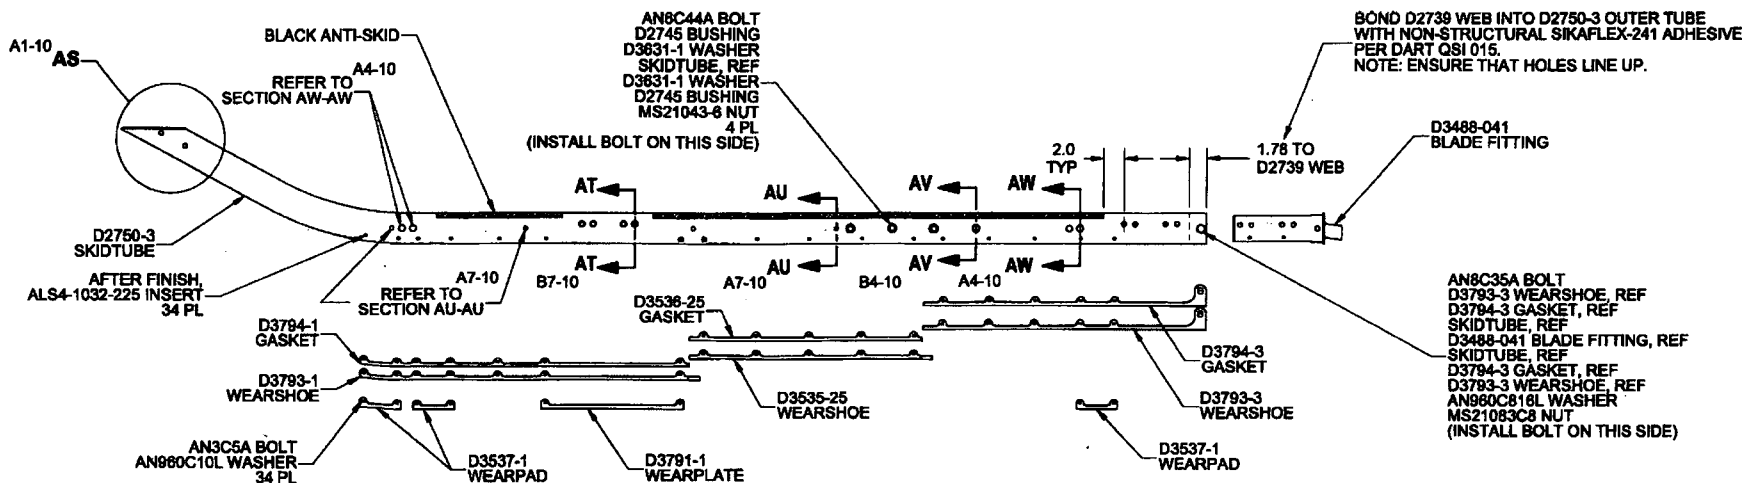 A1-10
AS
BLACK ANTI-SKID
A4-10
REFER TO
SECTION AW-AW
AN8C44A BOLT
D2745 BUSHING
D3631-1 WASHER
SKIDTUBE, REF
D3631-1 WASHER
D2745 BUSHING
MS21043-6 NUT
4 PL
(INSTALL BOLT ON THIS SIDE)
BOND D2739 WEB INTO D2750-3 OUTER TUBE
WITH NON-STRUCTURAL SIKAFLEX-241 ADHESIVE
PER DART QSI 015.
NOTE: ENSURE THAT HOLES LINE UP.
2.0
TYP
1.78 TO
D2739 WEB
D3488-041
BLADE FITTING
AT
AU
AV
AW
D2750-3
SKIDTUBE
AFTER FINISH,
ALS4-1032-225 INSERT
34 PL
REFER TO
SECTION AU-AU
A7-10
AT
B7-10
AU
A7-10
AV
B4-10
AW
A4-10
D3794-1
GASKET
D3793-1
WEARSHOE
AN3C5A BOLT
AN960C10L WASHER
34 PL
D3537-1
WEARPAD
D3791-1
WEARPLATE
D3536-25
GASKET
D3535-25
WEARSHOE
D3794-3
GASKET
D3793-3
WEARSHOE
D3537-1
WEARPAD
AN8C35A BOLT
D3793-3 WEARSHOE, REF
D3794-3 GASKET, REF
SKIDTUBE, REF
D3488-041 BLADE FITTING, REF
SKIDTUBE, REF
D3794-3 GASKET, REF
D3793-3 WEARSHOE, REF
AN960C816L WASHER
MS21083C8 NUT
(INSTALL BOLT ON THIS SIDE)